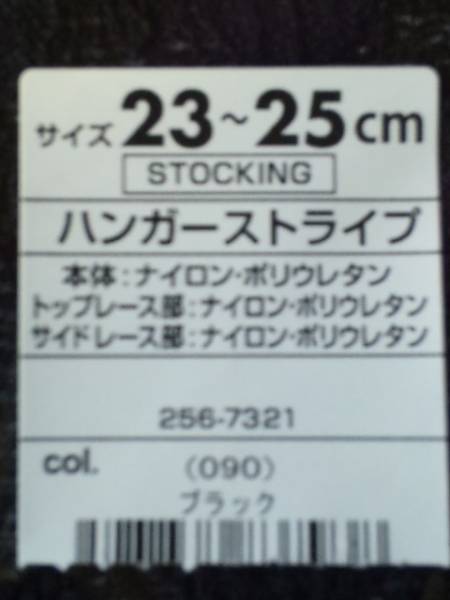 サイズ 23~25cm
STOCKING
ハンガーストライプ
本体:ナイロン・ポリウレタン
トップレース部:ナイロン・ポリウレタン
サイドレース部:ナイロン・ポリウレタン
256-7321
col. (090)
ブラック